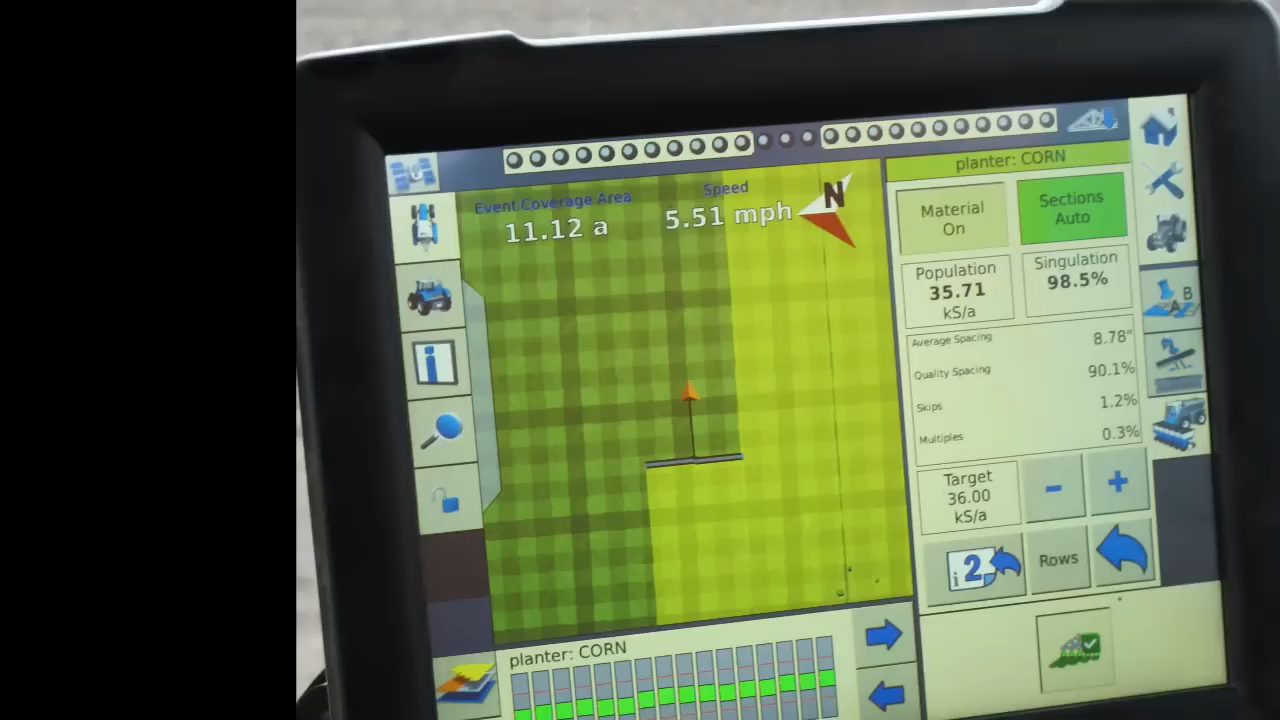 Event Coverage Area
11.12 a
Speed
5.51 mph
N
planter: CORN
Material
On
Sections
Auto
Population
35.71
kS/a
Singulation
98.5%
Average Spacing 8.78"
Quality Spacing 90.1%
Skips 1.2%
Multiples 0.3%
Target
36.00
kS/a
−
+
i 2
Rows
A B
i
planter: CORN